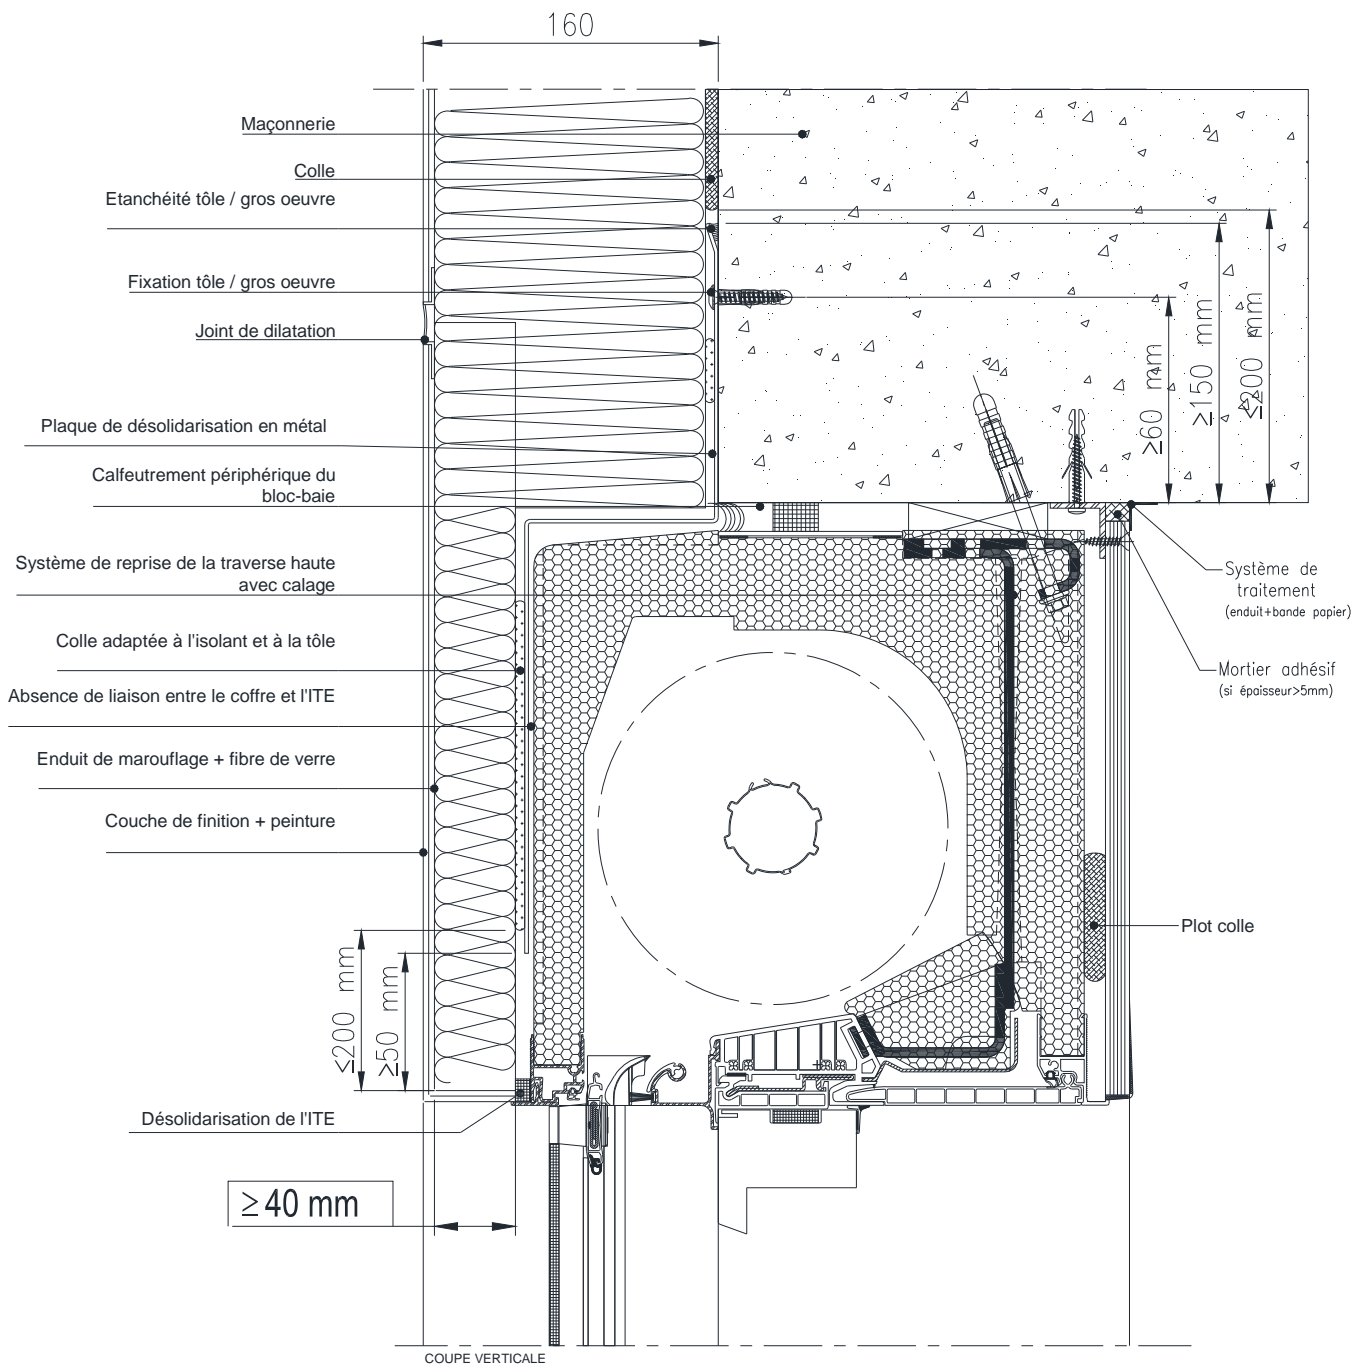 160
Maçonnerie
Colle
Etanchéité tôle / gros oeuvre
Fixation tôle / gros oeuvre
Joint de dilatation
Plaque de désolidarisation en métal
Calfeutrement périphérique du
bloc-baie
Système de reprise de la traverse haute
avec calage
Colle adaptée à l'isolant et à la tôle
Absence de liaison entre le coffre et l'ITE
Enduit de marouflage + fibre de verre
Couche de finition + peinture
≤200 mm
≥50 mm
Désolidarisation de l'ITE
≥40 mm
≥60 mm
≥150 mm
≤200 mm
Système de
traitement
(enduit+bande papier)
Mortier adhésif
(si épaisseur>5mm)
Plot colle
COUPE VERTICALE